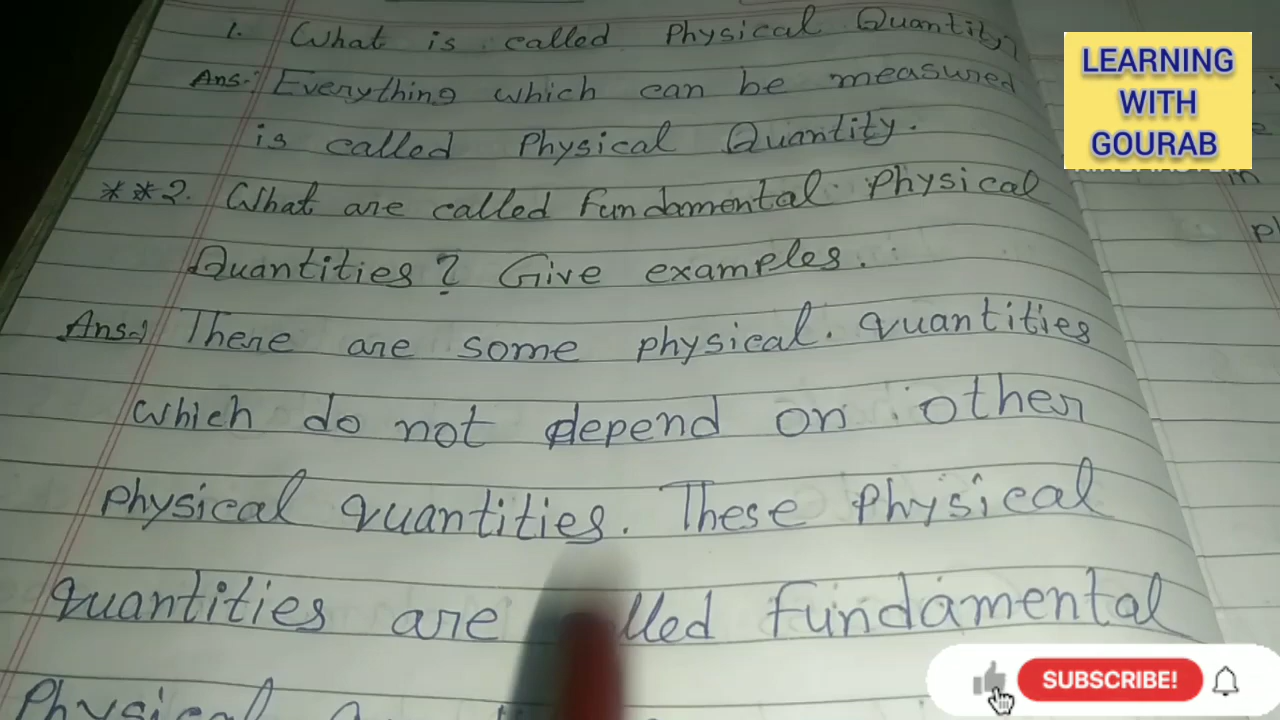 1. What is called Physical Quantity?
Ans:- Everything which can be measured
is called Physical Quantity.
**2. What are called Fundamental Physical
Quantities? Give examples.
Ans:- There are some physical quantities
which do not depend on other
physical quantities. These physical
quantities are called fundamental
Physical
LEARNING
WITH
GOURAB
SUBSCRIBE!